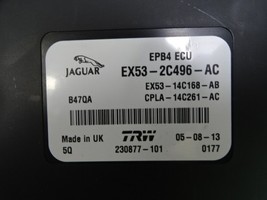 EPB4 ECU
JAGUAR
EX53-2C496-AC
EX53-14C168-AB
B47QA
CPLA-14C261-AC
Made in UK
TRW
05-08-13
5Q
230877-101
0177